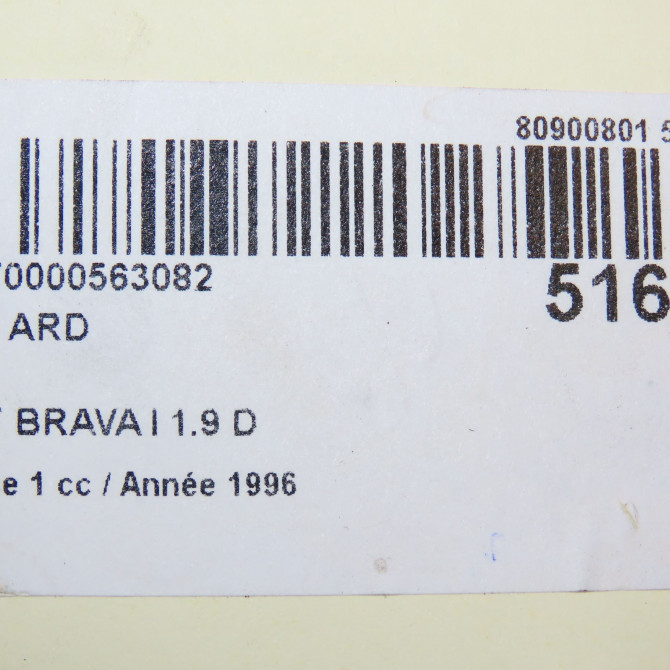 80900801 5
70000563082
516
ARD
BRAVA I 1.9 D
e 1 cc / Année 1996